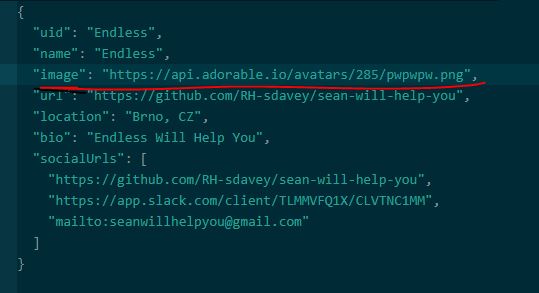 {
"uid": "Endless",
"name": "Endless",
"image": "https://api.adorable.io/avatars/285/pwpwpw.png",
"url": "https://github.com/RH-sdavey/sean-will-help-you",
"location": "Brno, CZ",
"bio": "Endless Will Help You",
"socialUrls": [
"https://github.com/RH-sdavey/sean-will-help-you",
"https://app.slack.com/client/TLMMVFQ1X/CLVTNC1MM",
"mailto:seanwillhelpyou@gmail.com"
]
}